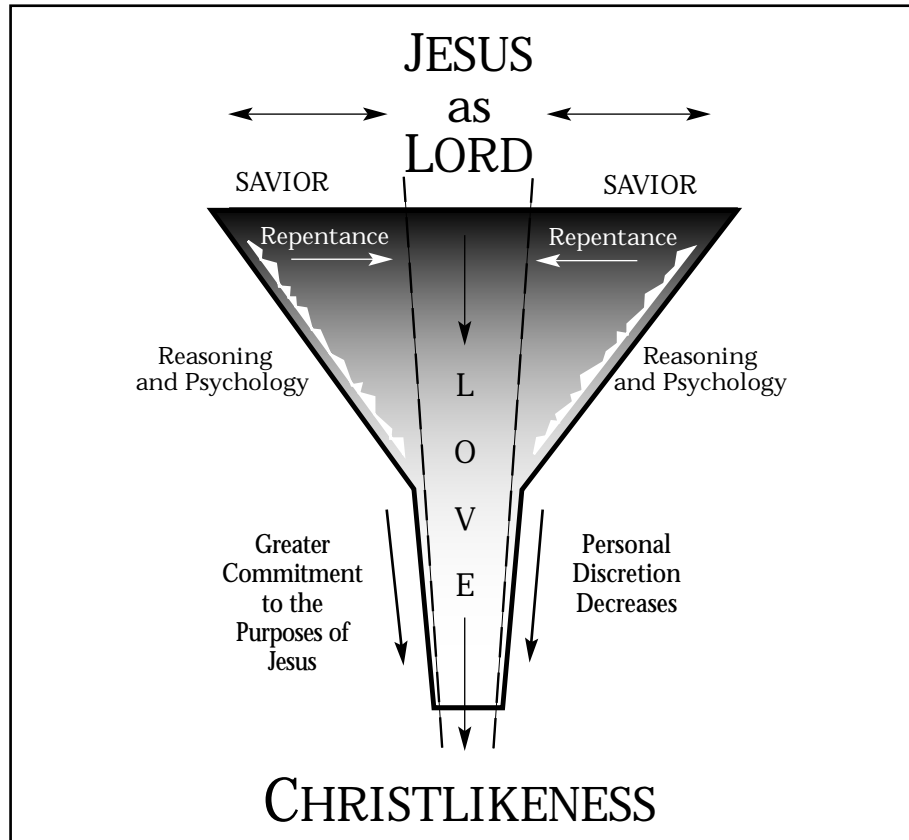 JESUS
as
LORD
SAVIOR
SAVIOR
Repentance
Repentance
Reasoning
and Psychology
Reasoning
and Psychology
L
O
V
E
Greater
Commitment
to the
Purposes of
Jesus
Personal
Discretion
Decreases
CHRISTLIKENESS